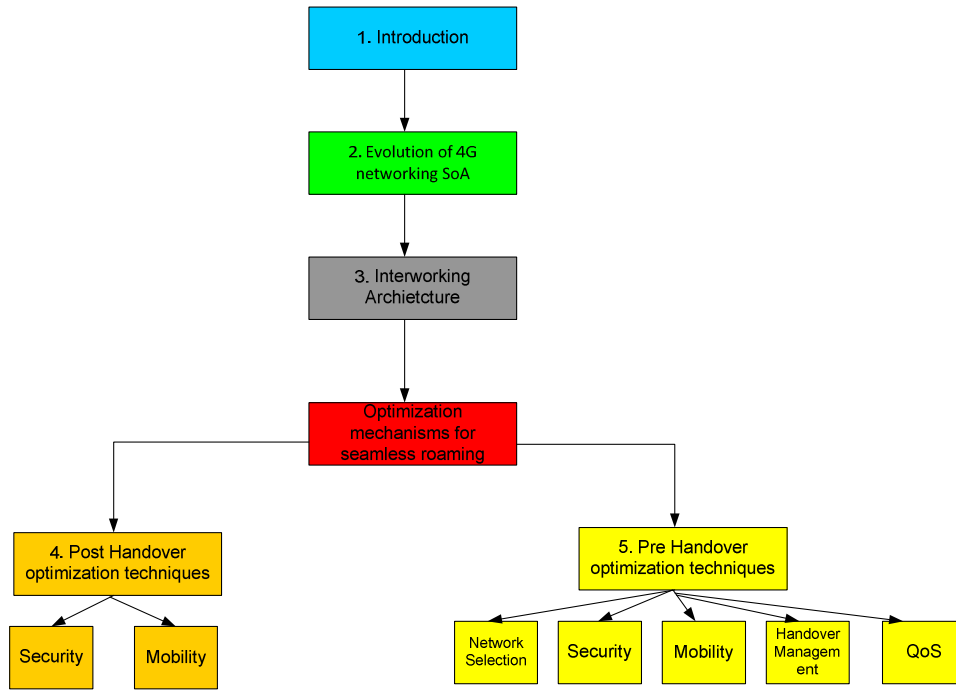 1. Introduction
2. Evolution of 4G
networking SoA
3. Interworking
Archietcture
Optimization
mechanisms for
seamless roaming
4. Post Handover
optimization techniques
5. Pre Handover
optimization techniques
Security
Mobility
Network
Selection
Security
Mobility
Handover
Managem
ent
QoS